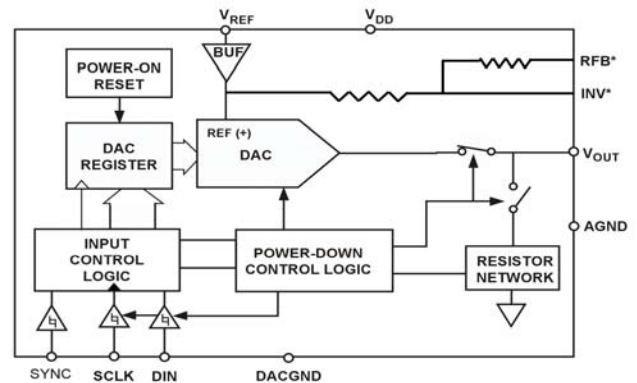 VREF
VDD
BUF
POWER-ON
RESET
RFB*
INV*
REF (+)
DAC
REGISTER
DAC
VOUT
AGND
INPUT
CONTROL
LOGIC
POWER-DOWN
CONTROL LOGIC
RESISTOR
NETWORK
SYNC
SCLK
DIN
DACGND